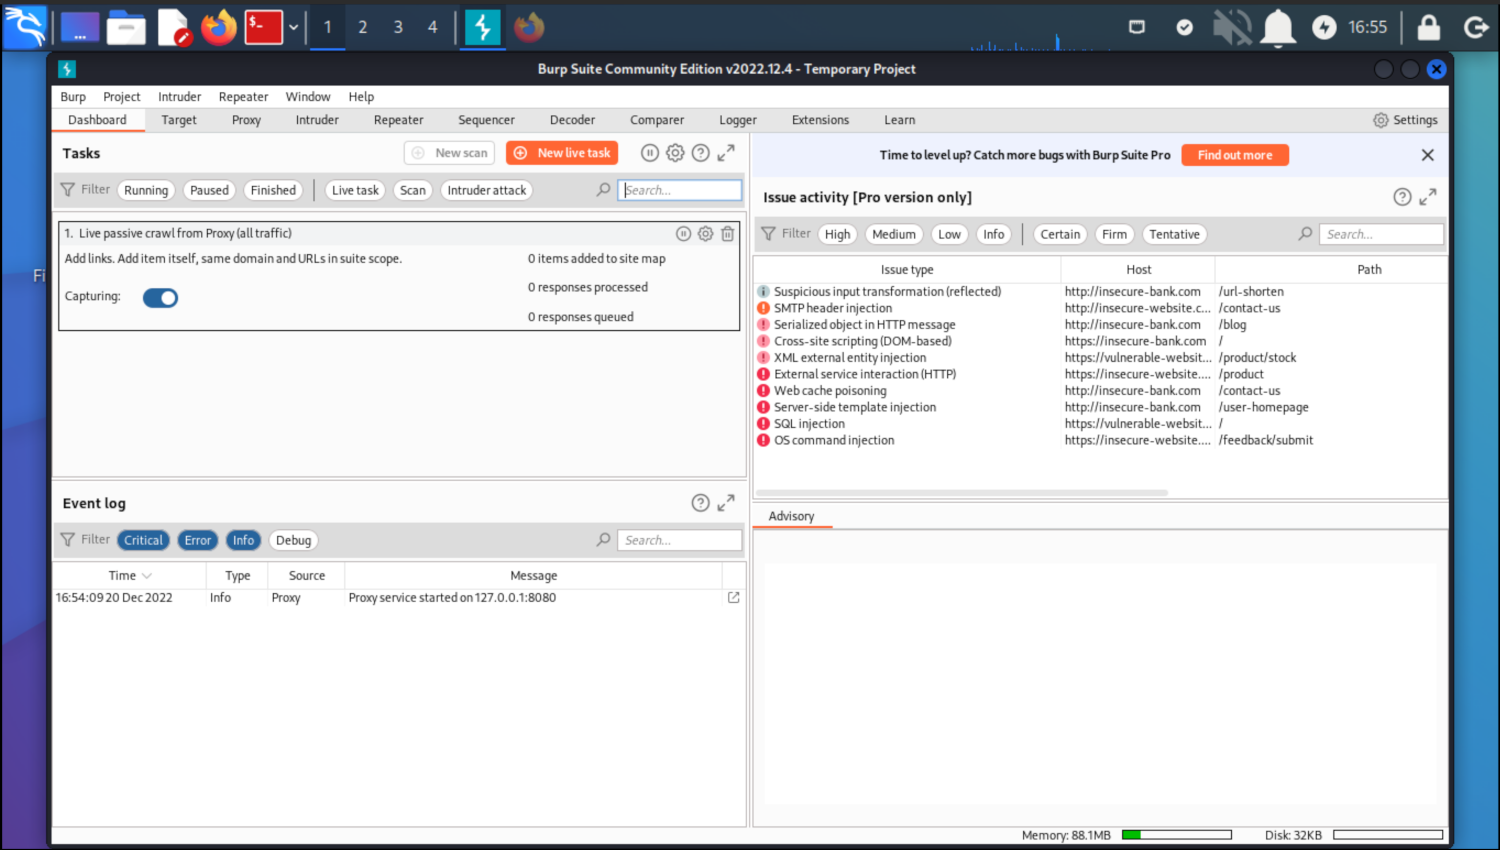 $-
1 2 3 4
16:55
Burp Suite Community Edition v2022.12.4 - Temporary Project
Burp Project Intruder Repeater Window Help
Dashboard Target Proxy Intruder Repeater Sequencer Decoder Comparer Logger Extensions Learn Settings
Tasks
New scan New live task
Filter Running Paused Finished Live task Scan Intruder attack Search...
1. Live passive crawl from Proxy (all traffic)
Add links. Add item itself, same domain and URLs in suite scope.
0 items added to site map
Capturing:
0 responses processed
0 responses queued
Fi
Event log
Filter Critical Error Info Debug Search...
Time Type Source Message
16:54:09 20 Dec 2022 Info Proxy Proxy service started on 127.0.0.1:8080
Time to level up? Catch more bugs with Burp Suite Pro Find out more
Issue activity [Pro version only]
Filter High Medium Low Info Certain Firm Tentative Search...
Issue type Host Path
Suspicious input transformation (reflected) http://insecure-bank.com /url-shorten
SMTP header injection http://insecure-website.c... /contact-us
Serialized object in HTTP message http://insecure-bank.com /blog
Cross-site scripting (DOM-based) https://insecure-bank.com /
XML external entity injection https://vulnerable-websit... /product/stock
External service interaction (HTTP) https://insecure-website.... /product
Web cache poisoning http://insecure-bank.com /contact-us
Server-side template injection http://insecure-bank.com /user-homepage
SQL injection https://vulnerable-websit... /
OS command injection https://insecure-website.... /feedback/submit
Advisory
Memory: 88.1MB Disk: 32KB